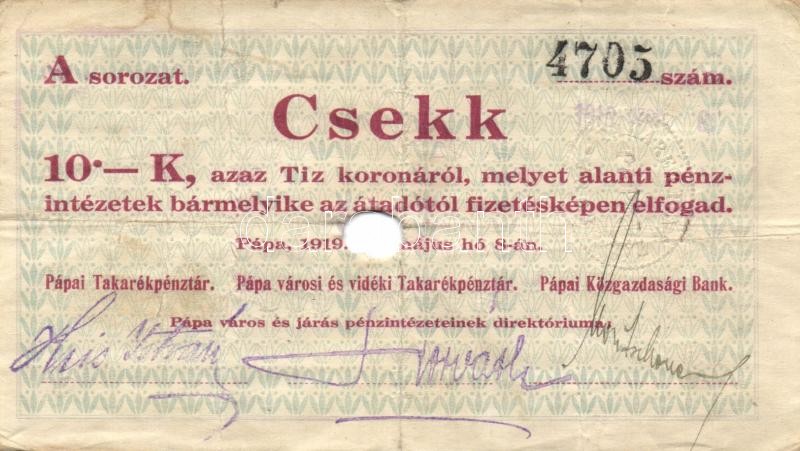 A sorozat. 4705 szám.
Csekk
10·— K, azaz Tiz koronáról, melyet alanti pénz-
intézetek bármelyike az átadótól fizetésképen elfogad.
Pápa, 1919. május hó 8-án.
Pápai Takarékpénztár. Pápa városi és vidéki Takarékpénztár. Pápai Közgazdasági Bank.
Pápa város és járás pénzintézeteinek direktóriuma.
Horváth